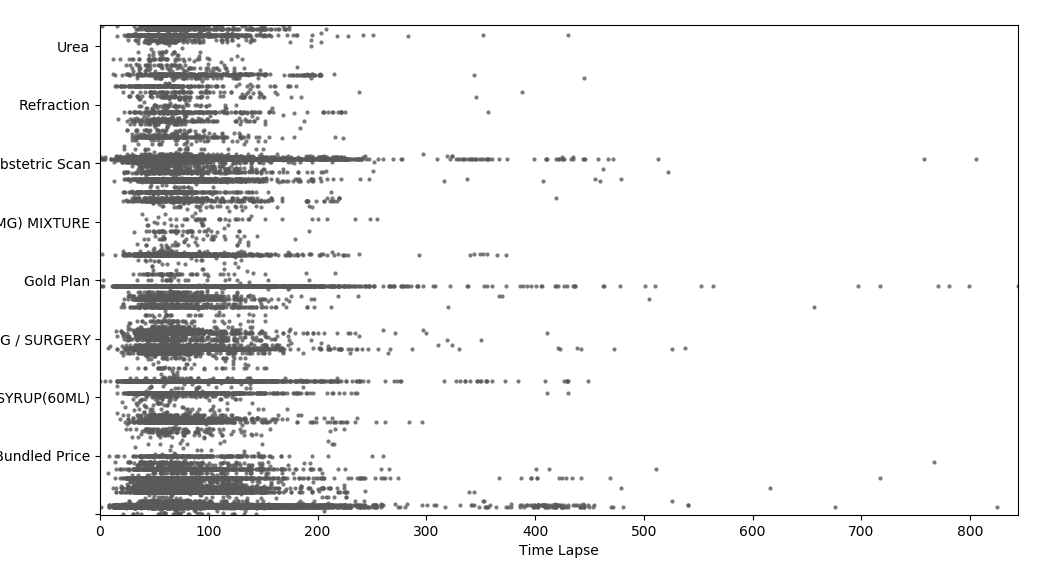 Urea
Refraction
bstetric Scan
MG) MIXTURE
Gold Plan
G / SURGERY
SYRUP(60ML)
Bundled Price
0 100 200 300 400 500 600 700 800
Time Lapse